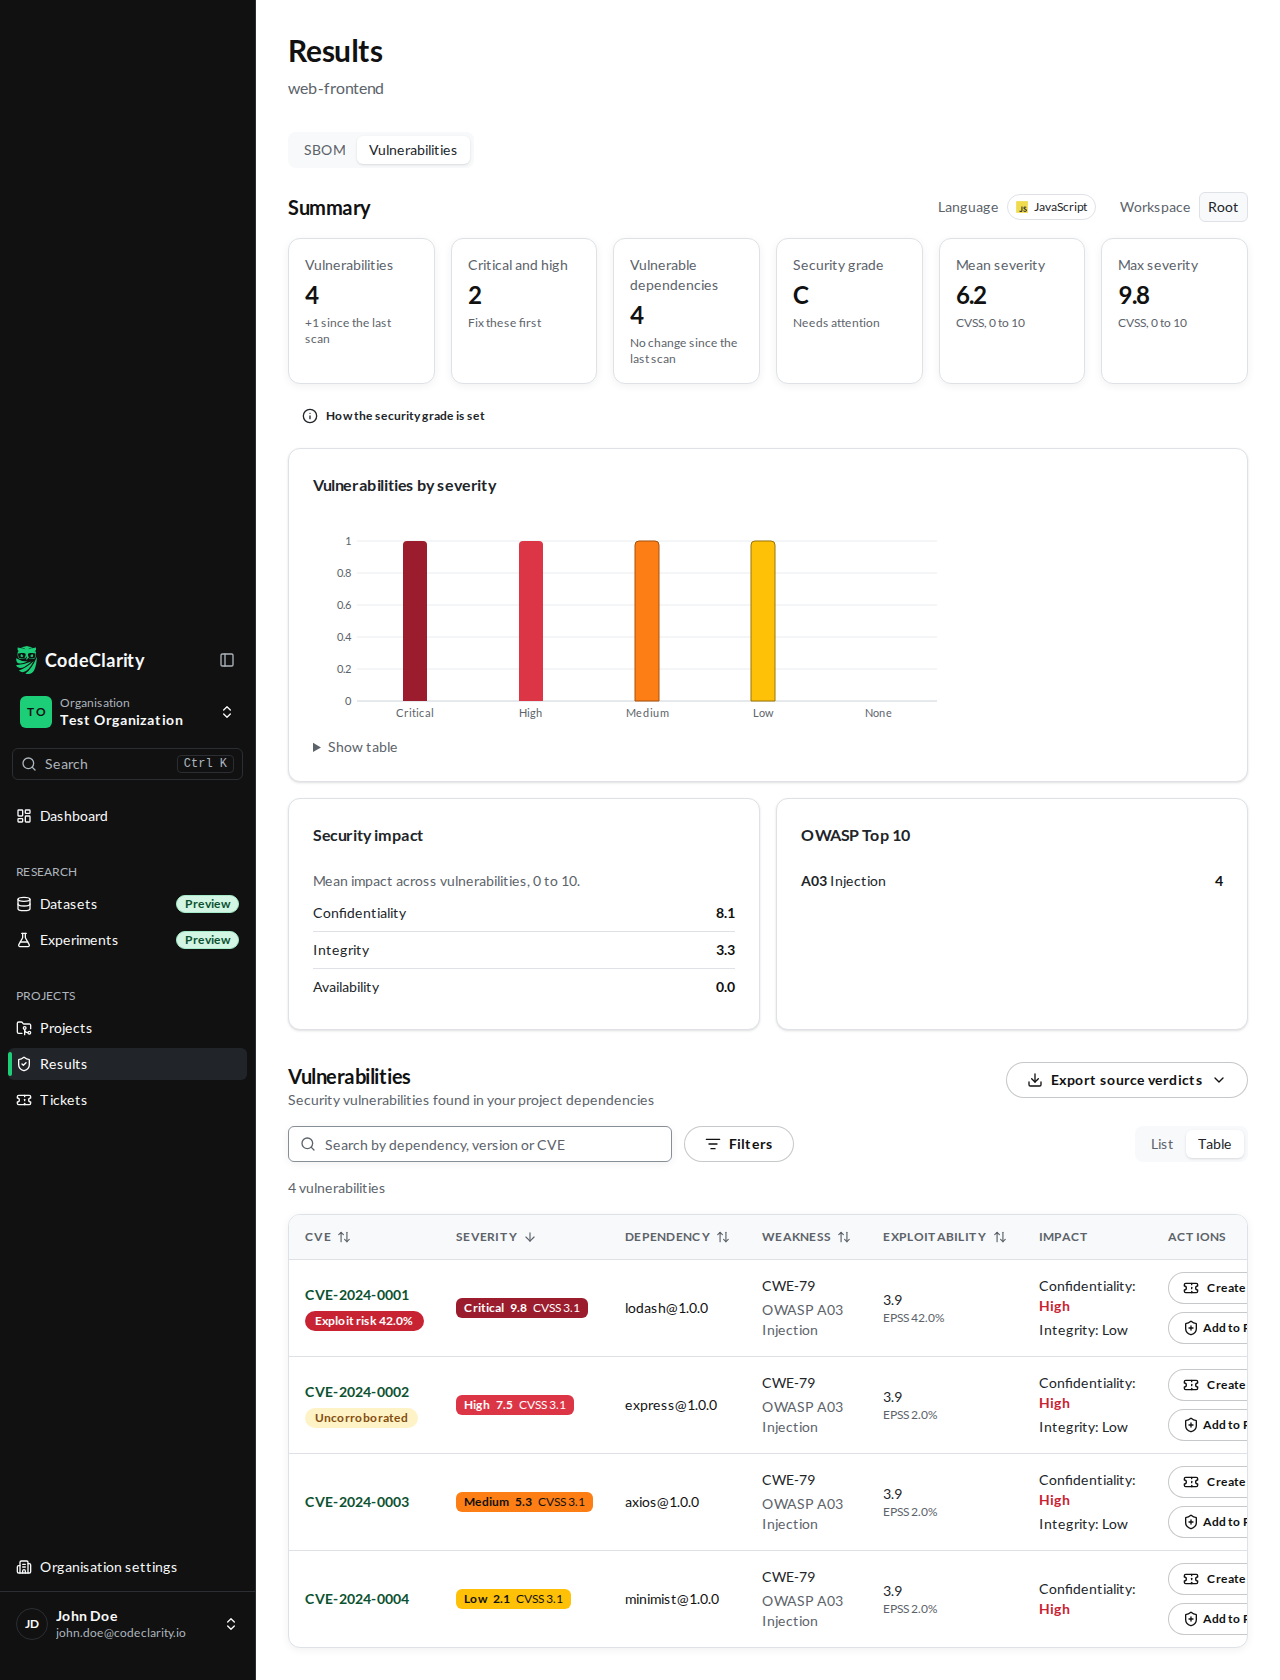 Results
web-frontend
SBOM
Vulnerabilities
Summary
Language
JS
JavaScript
Workspace
Root
Vulnerabilities
4
+1 since the last
scan
Critical and high
2
Fix these first
Vulnerable
dependencies
4
No change since the
last scan
Security grade
C
Needs attention
Mean severity
6.2
CVSS, 0 to 10
Max severity
9.8
CVSS, 0 to 10
How the security grade is set
Vulnerabilities by severity
1
0.8
0.6
0.4
0.2
0
Critical
High
Medium
Low
None
Show table
Security impact
Mean impact across vulnerabilities, 0 to 10.
Confidentiality 8.1
Integrity 3.3
Availability 0.0
OWASP Top 10
A03 Injection 4
Vulnerabilities
Security vulnerabilities found in your project dependencies
Export source verdicts
Search by dependency, version or CVE
Filters
List
Table
4 vulnerabilities
CVE SEVERITY DEPENDENCY WEAKNESS EXPLOITABILITY IMPACT ACTIONS
CVE-2024-0001
Exploit risk 42.0%
Critical 9.8 CVSS 3.1
lodash@1.0.0
CWE-79
OWASP A03
Injection
3.9
EPSS 42.0%
Confidentiality:
High
Integrity: Low
Create
Add to
CVE-2024-0002
Uncorroborated
High 7.5 CVSS 3.1
express@1.0.0
CWE-79
OWASP A03
Injection
3.9
EPSS 2.0%
Confidentiality:
High
Integrity: Low
Create
Add to
CVE-2024-0003
Medium 5.3 CVSS 3.1
axios@1.0.0
CWE-79
OWASP A03
Injection
3.9
EPSS 2.0%
Confidentiality:
High
Integrity: Low
Create
Add to
CVE-2024-0004
Low 2.1 CVSS 3.1
minimist@1.0.0
CWE-79
OWASP A03
Injection
3.9
EPSS 2.0%
Confidentiality:
High
Create
Add to
CodeClarity
TO
Organisation
Test Organization
Search
Ctrl K
Dashboard
RESEARCH
Datasets
Preview
Experiments
Preview
PROJECTS
Projects
Results
Tickets
Organisation settings
JD
John Doe
john.doe@codeclarity.io